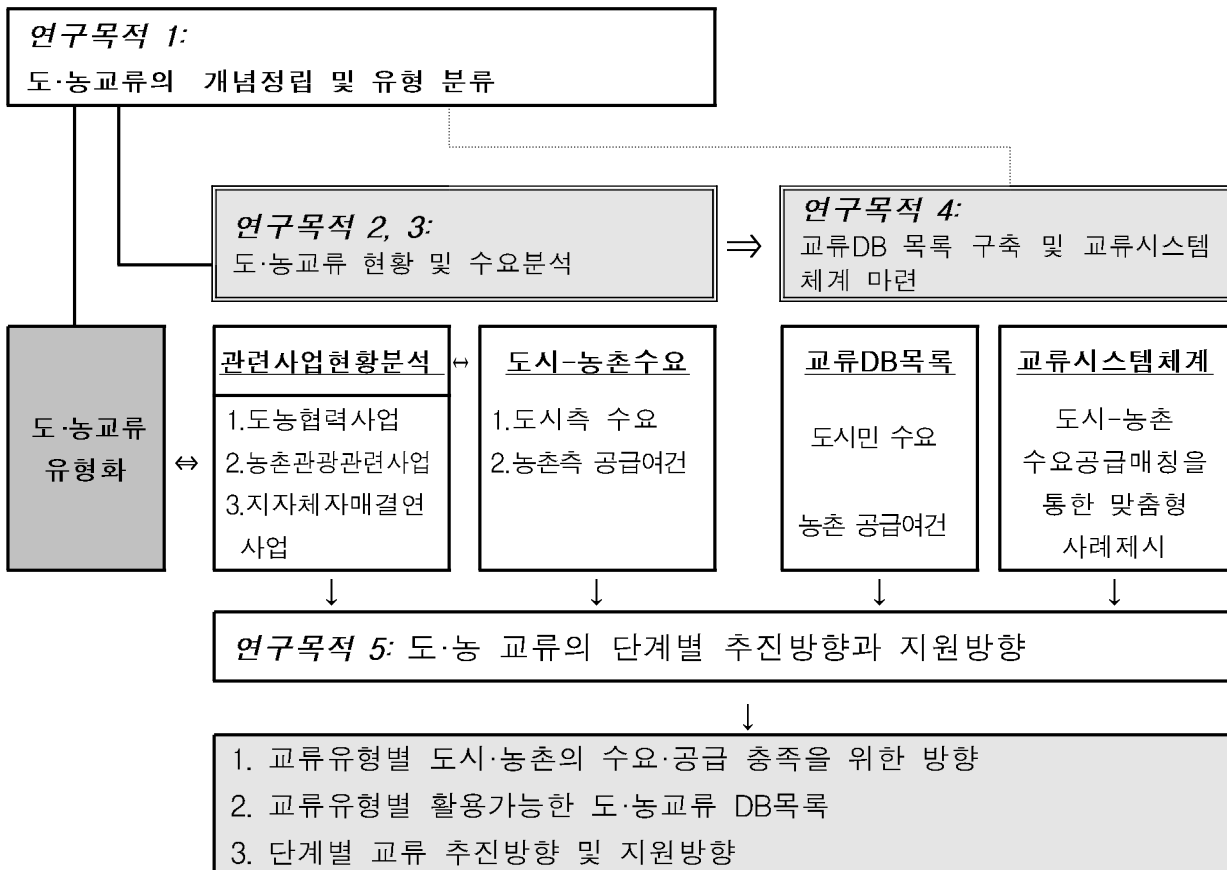 연구목적 1:
도·농교류의 개념정립 및 유형 분류
연구목적 2, 3:
도·농교류 현황 및 수요분석
⇒
연구목적 4:
교류DB 목록 구축 및 교류시스템
체계 마련
도·농교류
유형화
⇔
관련사업현황분석
1.도농협력사업
2.농촌관광관련사업
3.지자체자매결연
사업
↔
도시-농촌수요
1.도시측 수요
2.농촌측 공급여건
교류DB목록
도시민 수요
농촌 공급여건
교류시스템체계
도시-농촌
수요공급매칭을
통한 맞춤형
사례제시
↓ ↓ ↓ ↓
연구목적 5: 도·농 교류의 단계별 추진방향과 지원방향
↓
1. 교류유형별 도시·농촌의 수요·공급 충족을 위한 방향
2. 교류유형별 활용가능한 도·농교류 DB목록
3. 단계별 교류 추진방향 및 지원방향